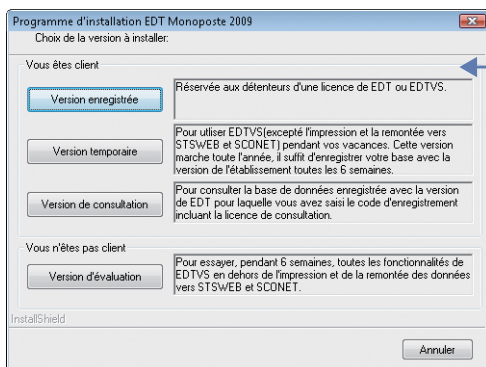 Programme d'installation EDT Monoposte 2009
Choix de la version à installer:
Vous êtes client
Version enregistrée
Réservée aux détenteurs d'une licence de EDT ou EDTVS.
Version temporaire
Pour utliser EDTVS(excepté l'impression et la remontée vers
STSWEB et SCONET) pendant vos vacances. Cette version
marche toute l'année, il suffit d'enregistrer votre base avec la
version de l'établissement toutes les 6 semaines.
Version de consultation
Pour consulter la base de données enregistrée avec la version
de EDT pour laquelle vous avez saisi le code d'enregistrement
incluant la licence de consultation.
Vous n'êtes pas client
Version d'évaluation
Pour essayer, pendant 6 semaines, toutes les fonctionnalités de
EDTVS en dehors de l'impression et de la remontée des données
vers STSWEB et SCONET.
InstallShield
Annuler